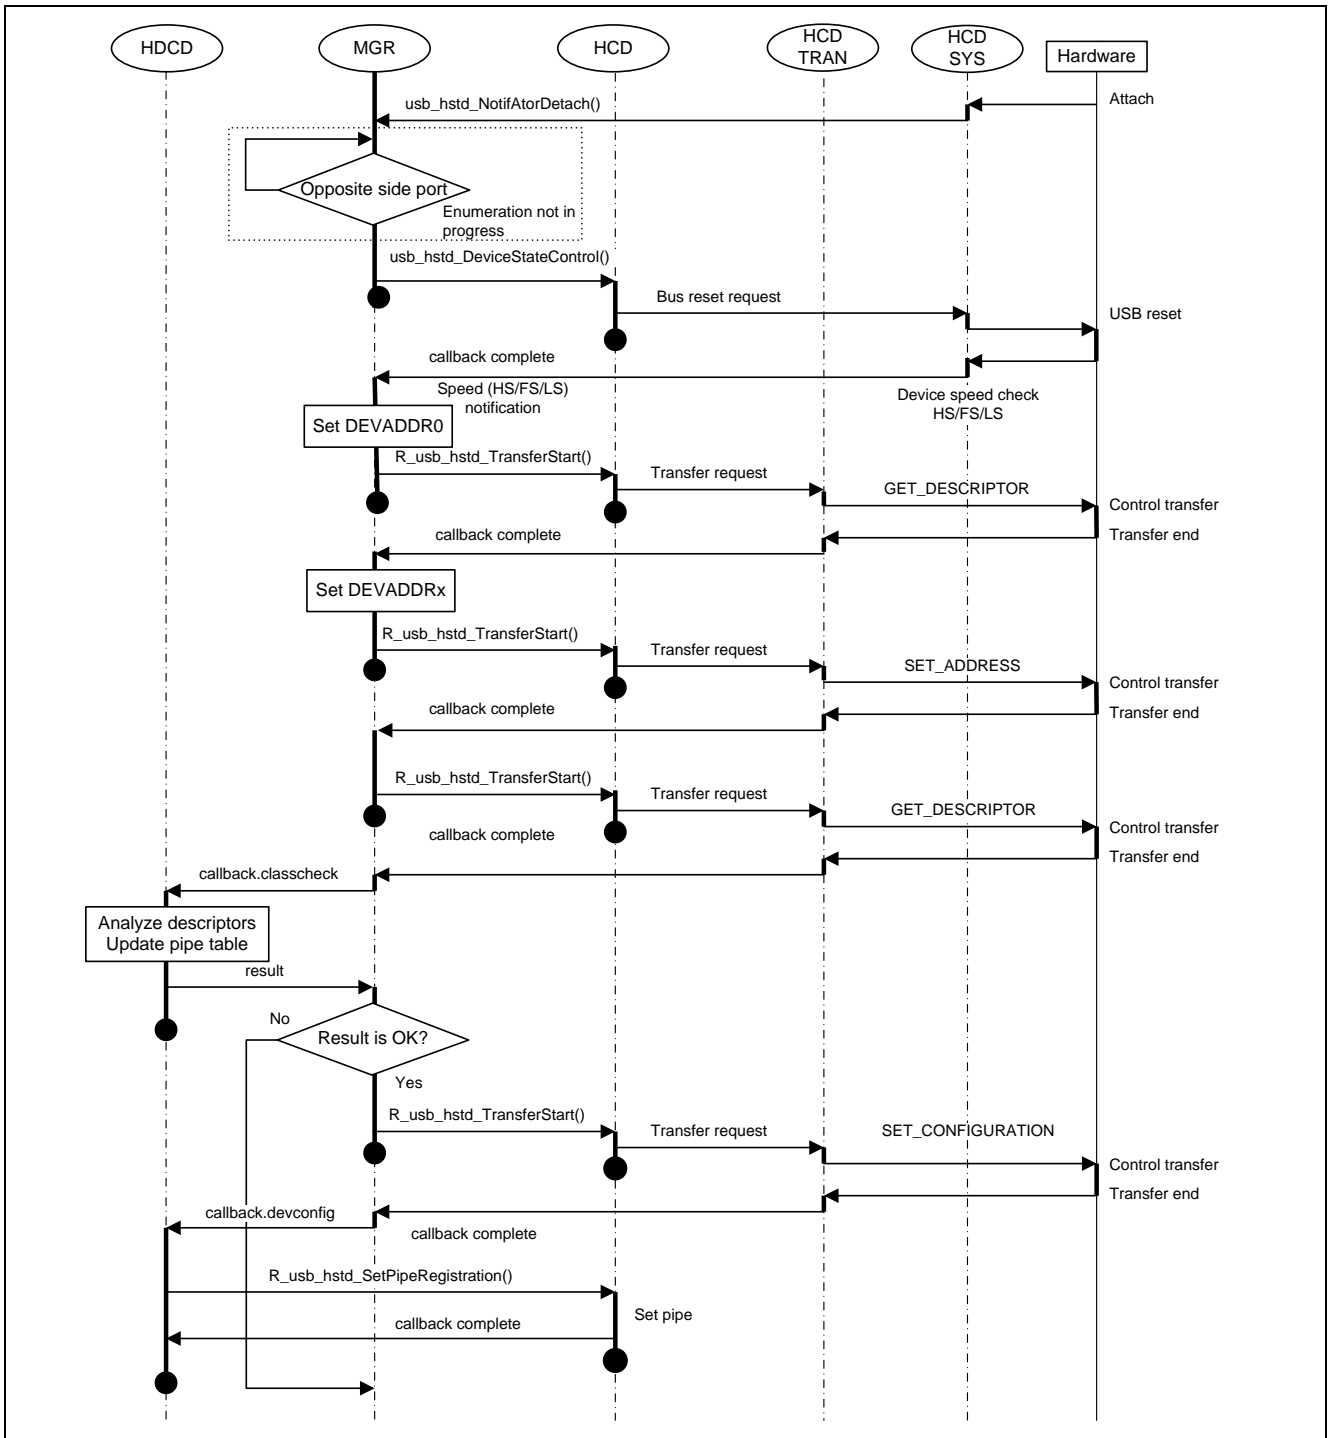 HDCD
MGR
HCD
HCD
TRAN
HCD
SYS
Hardware
Attach
usb_hstd_NotifAtorDetach()
Opposite side port
Enumeration not in
progress
usb_hstd_DeviceStateControl()
Bus reset request
USB reset
callback complete
Speed (HS/FS/LS)
notification
Device speed check
HS/FS/LS
Set DEVADDR0
R_usb_hstd_TransferStart()
Transfer request
GET_DESCRIPTOR
Control transfer
Transfer end
callback complete
Set DEVADDRx
R_usb_hstd_TransferStart()
Transfer request
SET_ADDRESS
Control transfer
Transfer end
callback complete
R_usb_hstd_TransferStart()
Transfer request
GET_DESCRIPTOR
Control transfer
Transfer end
callback complete
callback.classcheck
Analyze descriptors
Update pipe table
result
No
Result is OK?
Yes
R_usb_hstd_TransferStart()
Transfer request
SET_CONFIGURATION
Control transfer
Transfer end
callback.devconfig
callback complete
R_usb_hstd_SetPipeRegistration()
Set pipe
callback complete